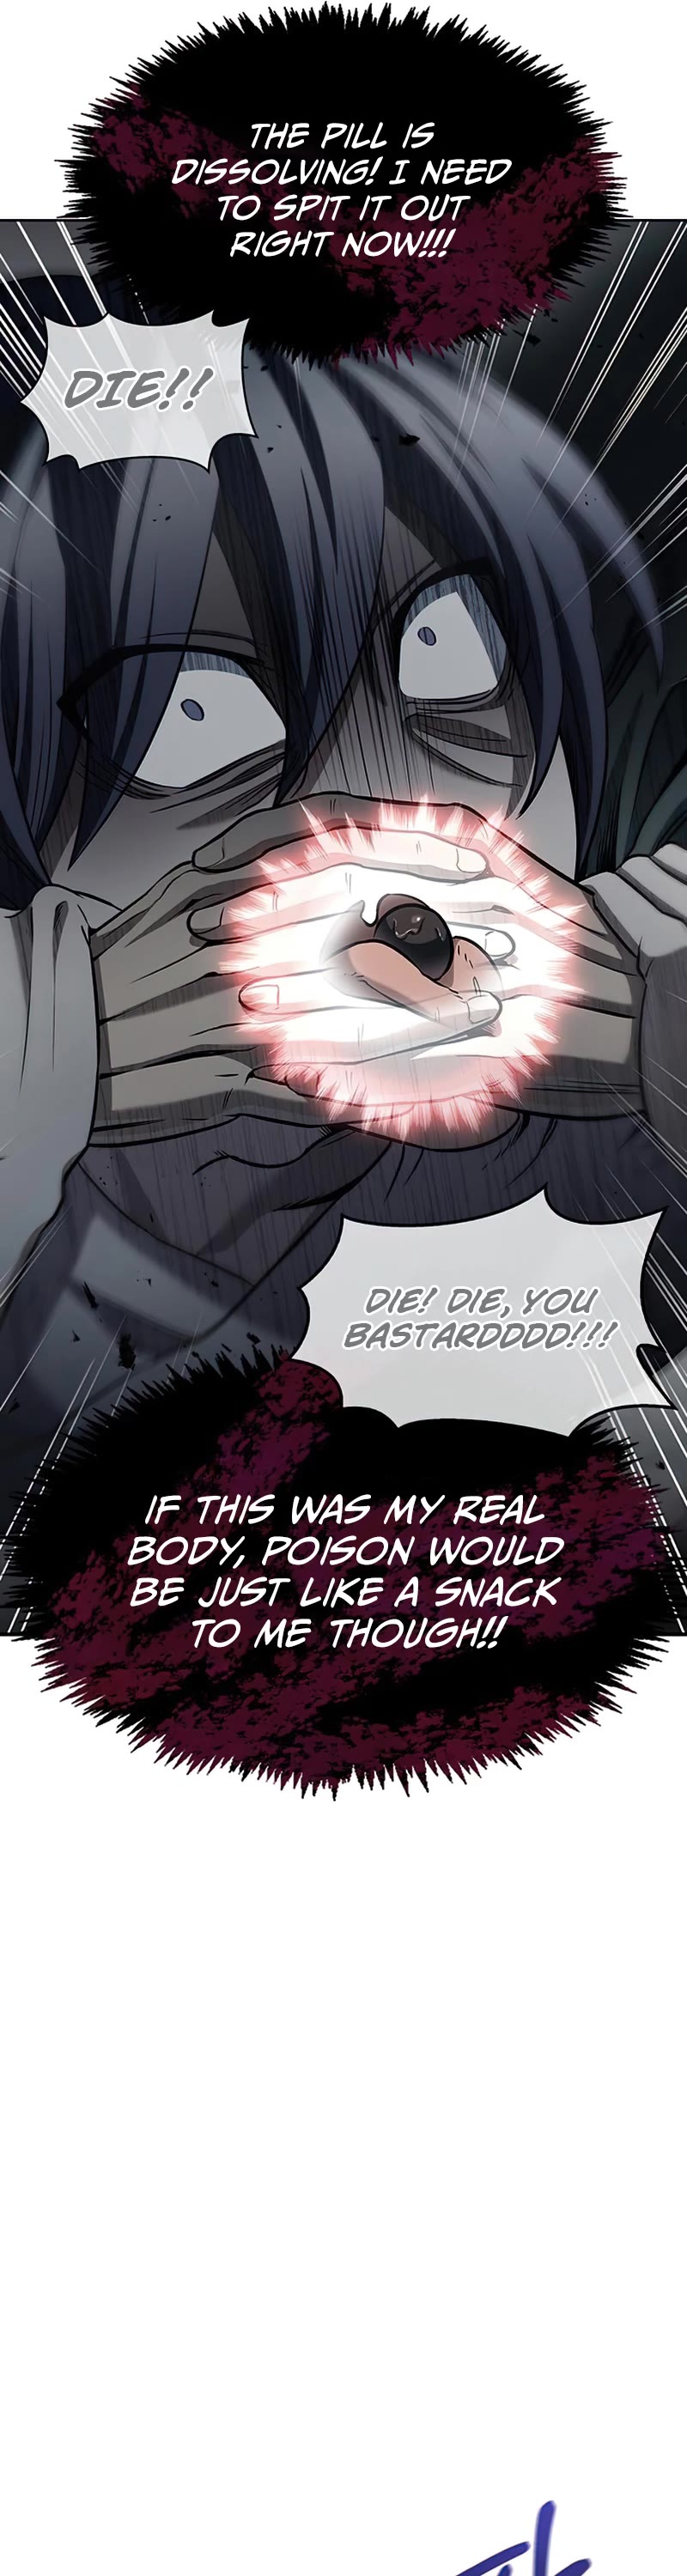 THE PILL IS
DISSOLVING! I NEED
TO SPIT IT OUT
RIGHT NOW!!!
DIE!!
DIE! DIE, YOU
BASTARDDDD!!!
IF THIS WAS MY REAL
BODY, POISON WOULD
BE JUST LIKE A SNACK
TO ME THOUGH!!